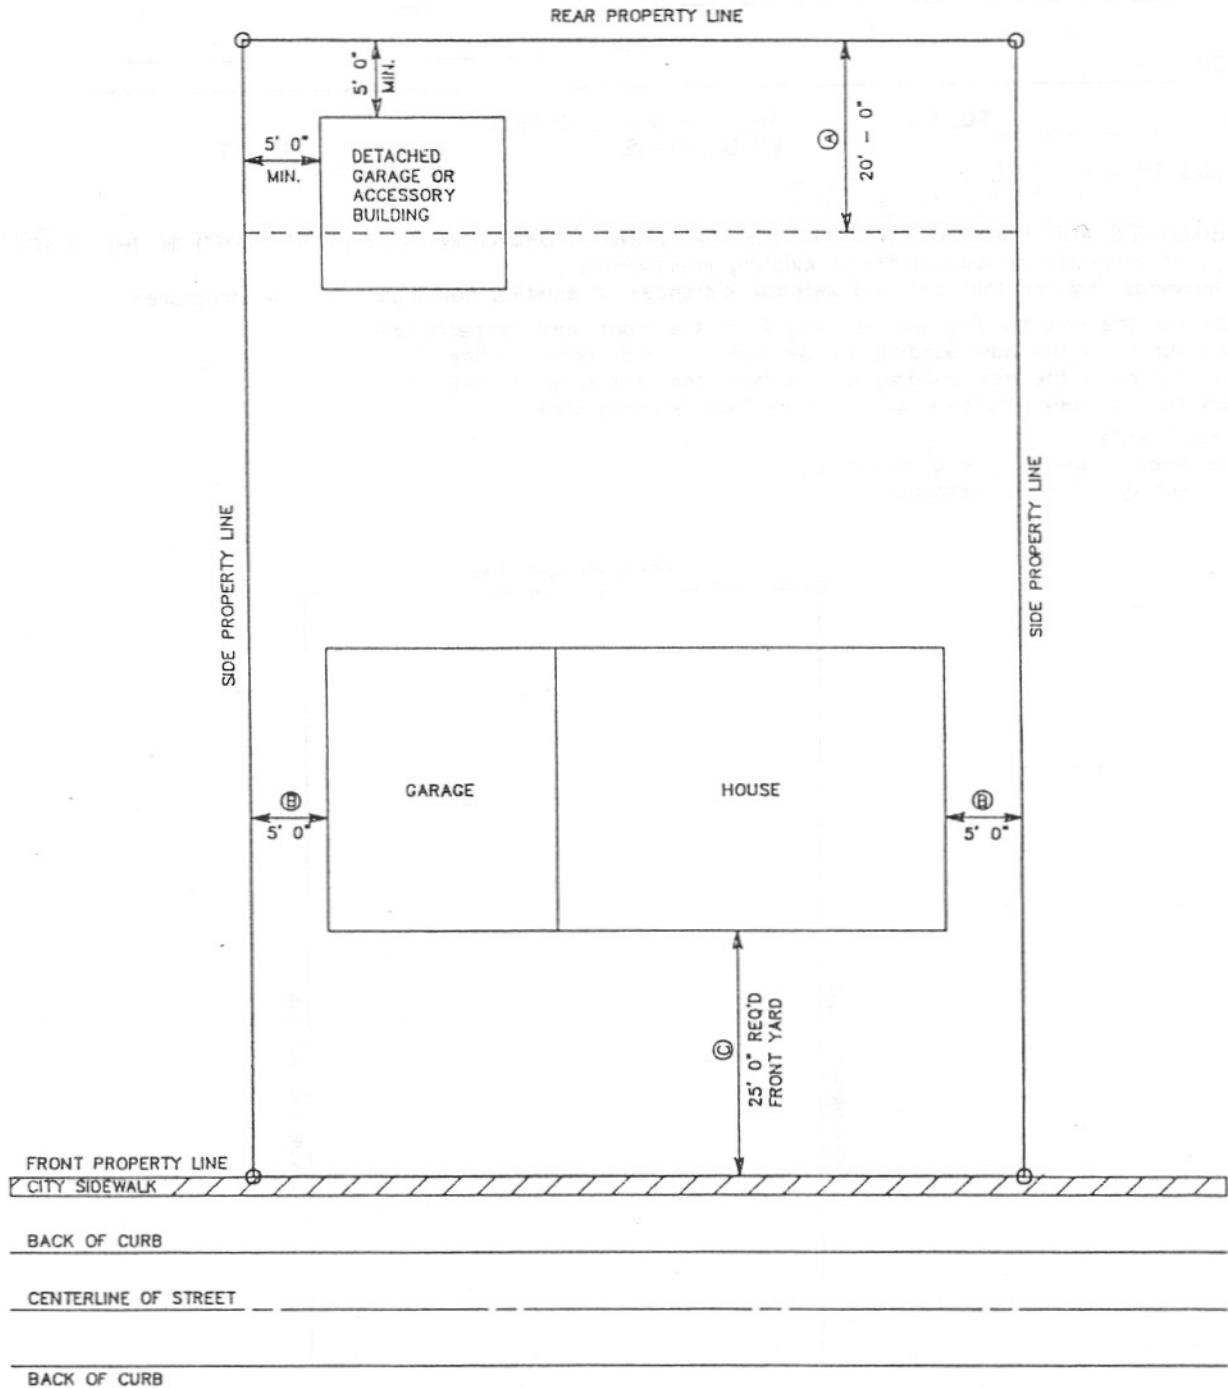 REAR PROPERTY LINE
5' 0"
MIN.
5' 0"
MIN.
DETACHED
GARAGE OR
ACCESSORY
BUILDING
A
20' - 0"
SIDE PROPERTY LINE
SIDE PROPERTY LINE
GARAGE
HOUSE
B
5' 0"
B
5' 0"
C
25' 0" REQ'D
FRONT YARD
FRONT PROPERTY LINE
CITY SIDEWALK
BACK OF CURB
CENTERLINE OF STREET
BACK OF CURB